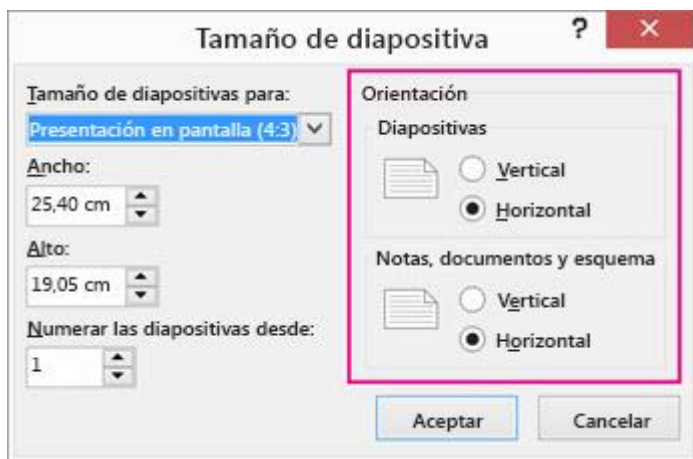 Tamaño de diapositiva
?
Tamaño de diapositivas para:
Presentación en pantalla (4:3)
Ancho:
25,40 cm
Alto:
19,05 cm
Numerar las diapositivas desde:
1
Orientación
Diapositivas
Vertical
Horizontal
Notas, documentos y esquema
Vertical
Horizontal
Aceptar
Cancelar